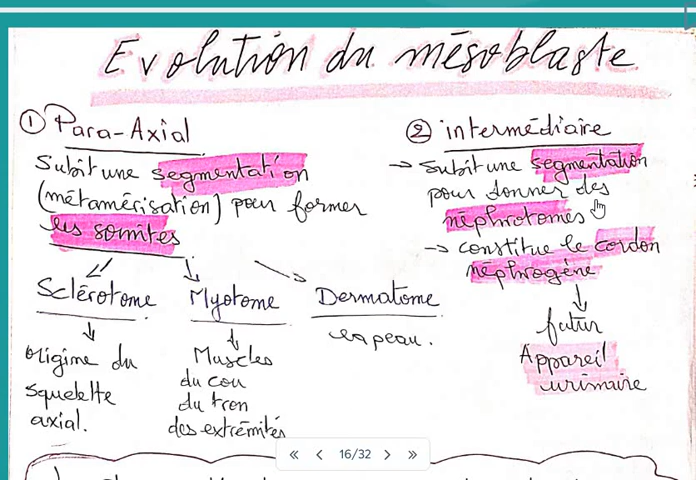 Evolution du mésoblaste
① Para-Axial
Subit une segmentation
(métamérisation) pour former
les somites
Sclérotome
Myotome
Dermatome
Origine du
squelette
axial.
Muscles
du cou
du tron
des extrémités
la peau.
② intermédiaire
→ Subit une segmentation
pour donner des
néphrotomes
→ constitue le cordon
néphrogène
futur
Appareil
urinaire
16/32